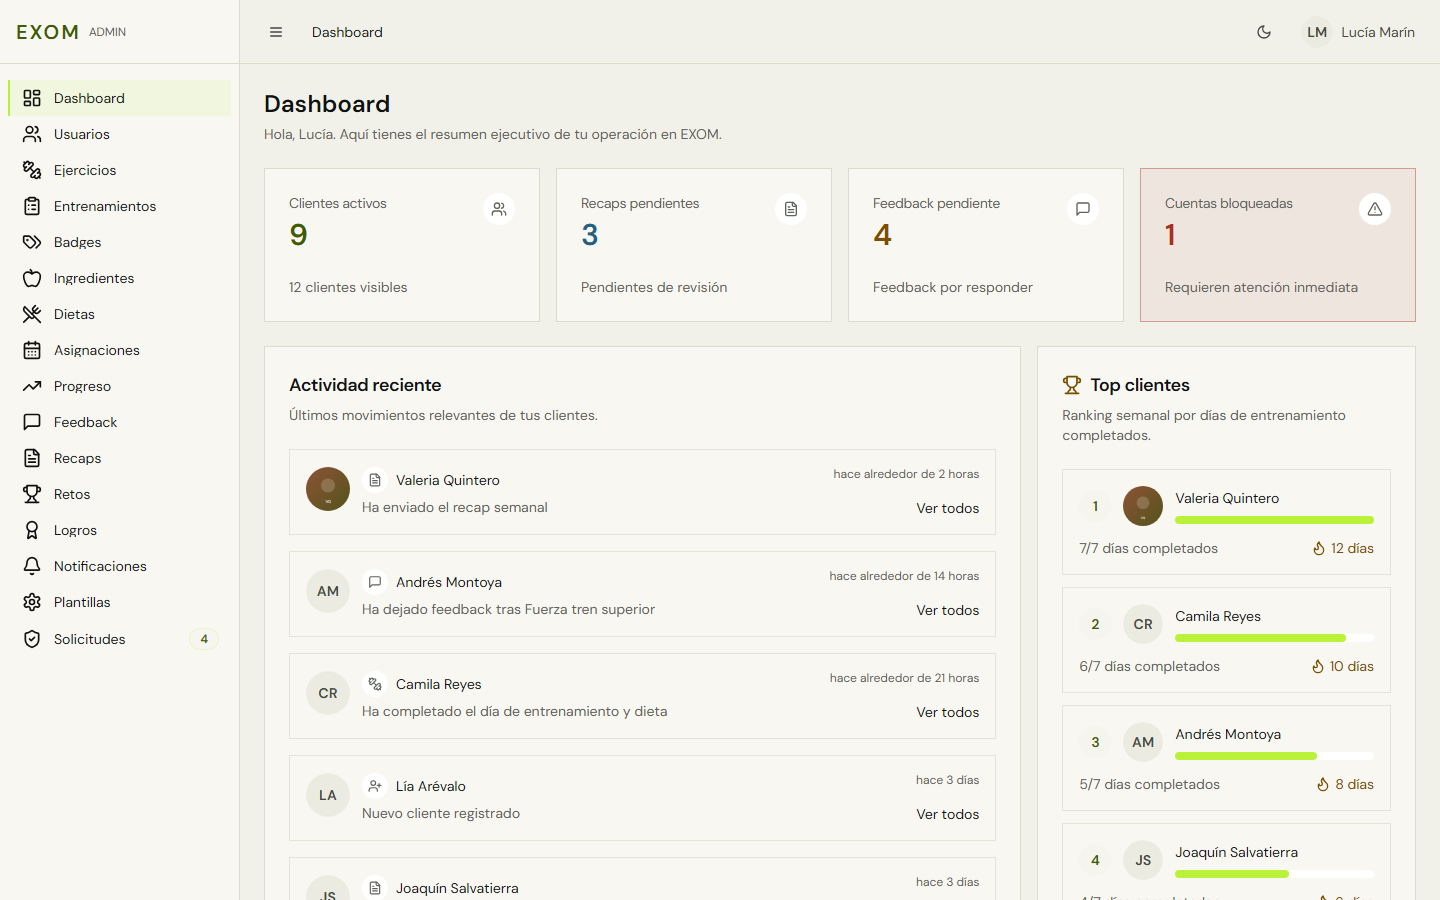 EXOM ADMIN
Dashboard
Usuarios
Ejercicios
Entrenamientos
Badges
Ingredientes
Dietas
Asignaciones
Progreso
Feedback
Recaps
Retos
Logros
Notificaciones
Plantillas
Solicitudes 4
Dashboard
LM Lucía Marín
Dashboard
Hola, Lucía. Aquí tienes el resumen ejecutivo de tu operación en EXOM.
Clientes activos
9
12 clientes visibles
Recaps pendientes
3
Pendientes de revisión
Feedback pendiente
4
Feedback por responder
Cuentas bloqueadas
1
Requieren atención inmediata
Actividad reciente
Últimos movimientos relevantes de tus clientes.
Valeria Quintero hace alrededor de 2 horas
Ha enviado el recap semanal Ver todos
AM Andrés Montoya hace alrededor de 14 horas
Ha dejado feedback tras Fuerza tren superior Ver todos
CR Camila Reyes hace alrededor de 21 horas
Ha completado el día de entrenamiento y dieta Ver todos
LA Lía Arévalo hace 3 días
Nuevo cliente registrado Ver todos
JS Joaquín Salvatierra hace 3 días
Top clientes
Ranking semanal por días de entrenamiento
completados.
1 Valeria Quintero
7/7 días completados 12 días
2 CR Camila Reyes
6/7 días completados 10 días
3 AM Andrés Montoya
5/7 días completados 8 días
4 JS Joaquín Salvatierra